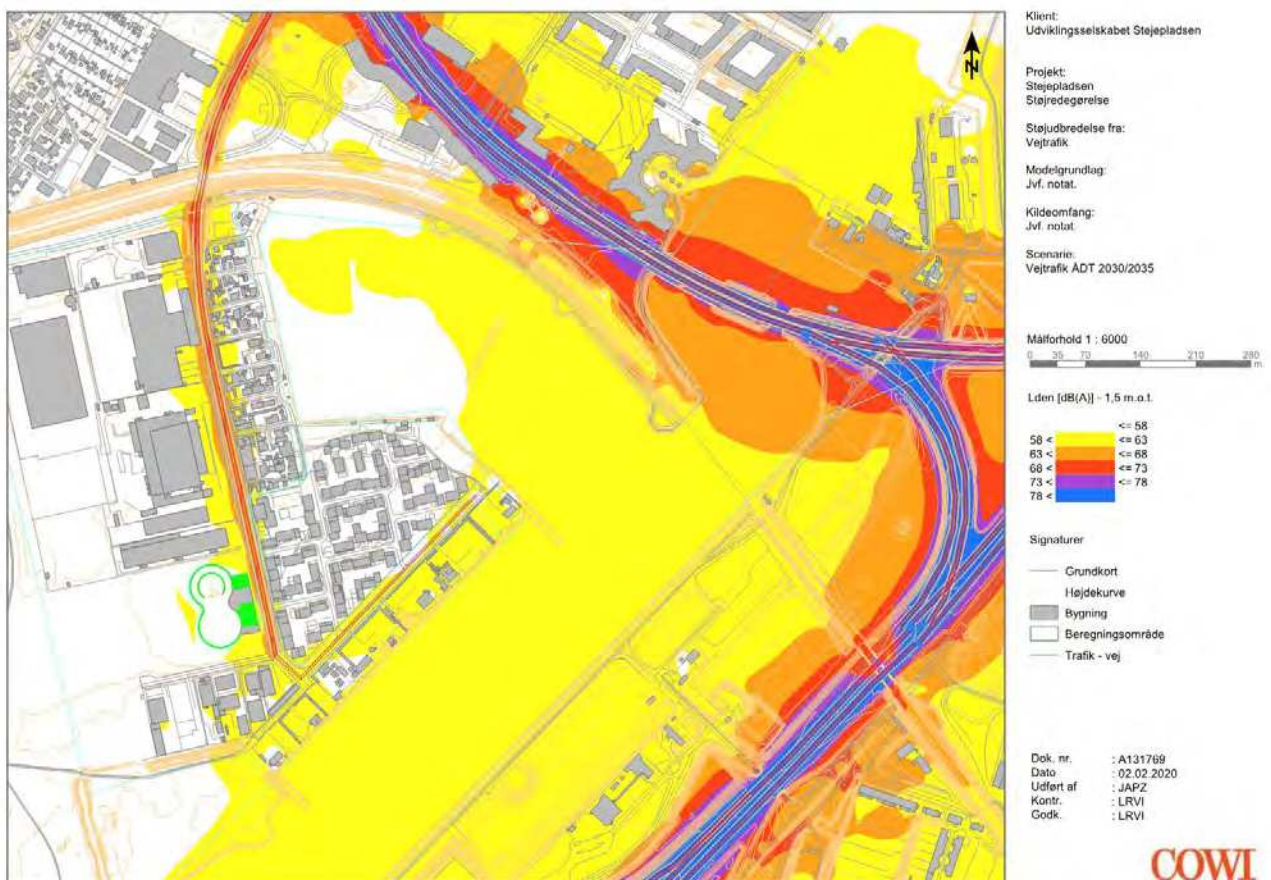 Klient:
Udviklingsselskabet Stejepladsen
Projekt:
Stejepladsen
Støjredegørelse
Støjudbredelse fra:
Vejtrafik
Modelgrundlag:
Jvf. notat.
Kildeomfang:
Jvf. notat
Scenarie:
Vejtrafik ÅDT 2030/2035
N
Målforhold 1 : 6000
0 35 70 140 210 280
m.
Lden [dB(A)] - 1,5 m.o.t.
<= 58
58 < <= 63
63 < <= 68
68 < <= 73
73 < <= 78
78 <
Signaturer
Grundkort
Højdekurve
Bygning
Beregningsområde
Trafik - vej
Dok. nr. : A131769
Dato : 02.02.2020
Udført af : JAPZ
Kontr. : LRVI
Godk. : LRVI
COWI